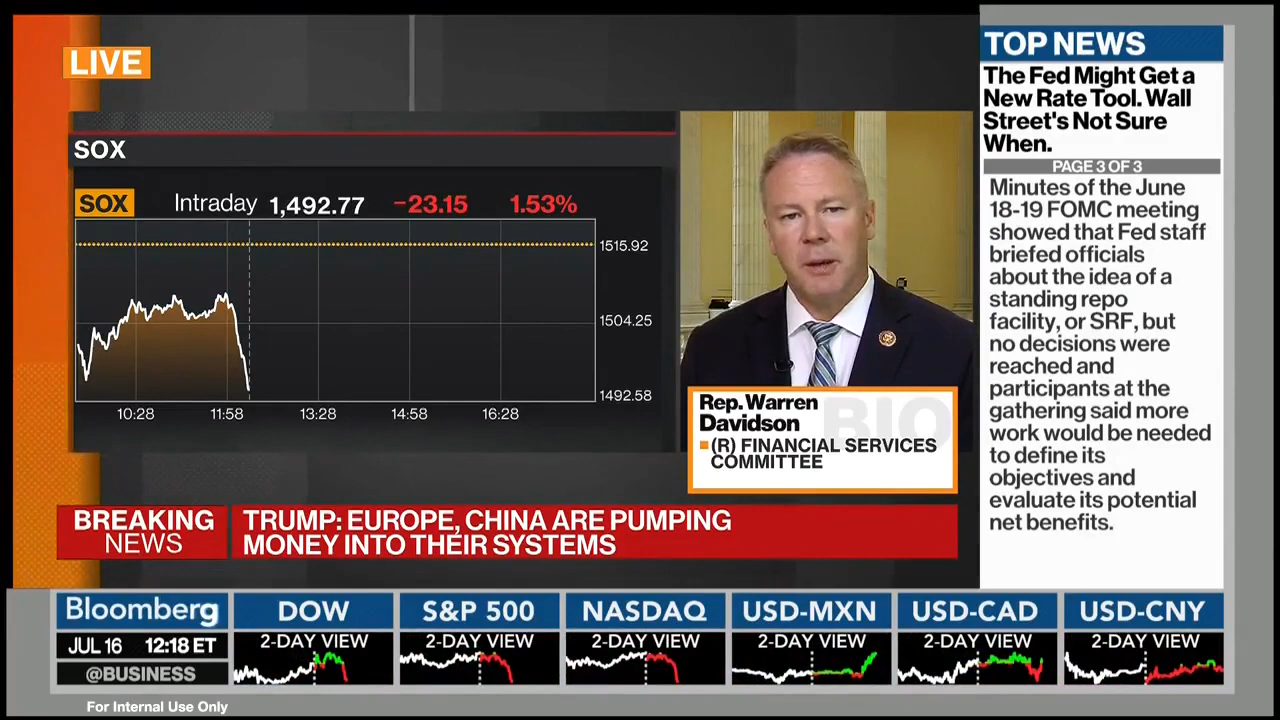 LIVE
SOX
SOX Intraday 1,492.77 −23.15 1.53%
1515.92
1504.25
1492.58
10:28 11:58 13:28 14:58 16:28
Rep. Warren
Davidson
BIO
(R) FINANCIAL SERVICES
COMMITTEE
BREAKING
NEWS
TRUMP: EUROPE, CHINA ARE PUMPING
MONEY INTO THEIR SYSTEMS
TOP NEWS
The Fed Might Get a
New Rate Tool. Wall
Street's Not Sure
When.
PAGE 3 OF 3
Minutes of the June
18-19 FOMC meeting
showed that Fed staff
briefed officials
about the idea of a
standing repo
facility, or SRF, but
no decisions were
reached and
participants at the
gathering said more
work would be needed
to define its
objectives and
evaluate its potential
net benefits.
Bloomberg
JUL 16 12:18 ET
@BUSINESS
DOW
2-DAY VIEW
S&P 500
2-DAY VIEW
NASDAQ
2-DAY VIEW
USD-MXN
2-DAY VIEW
USD-CAD
2-DAY VIEW
USD-CNY
2-DAY VIEW
For Internal Use Only